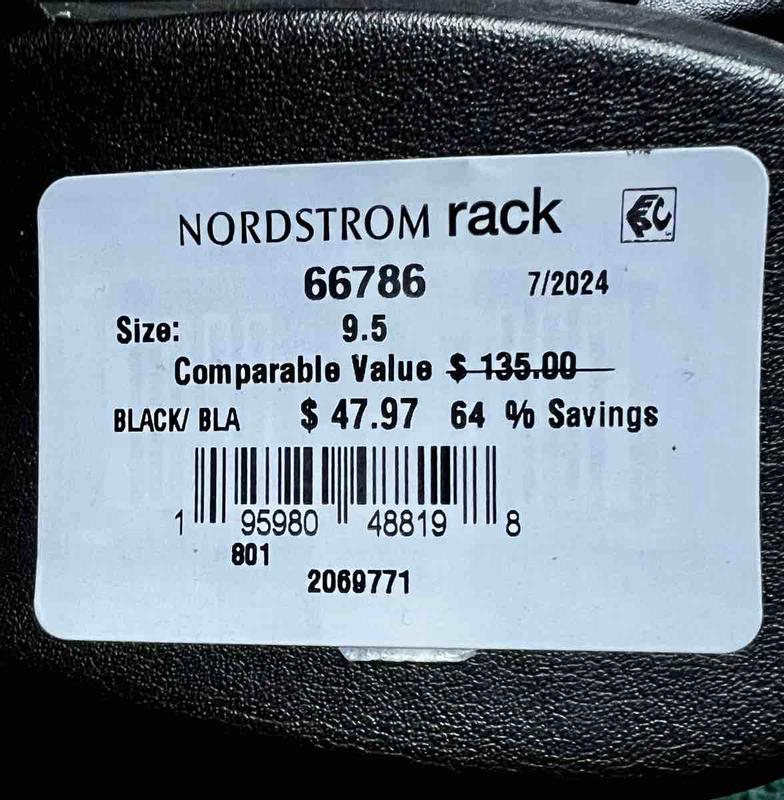 NORDSTROM rack
66786 7/2024
Size: 9.5
Comparable Value $ 135.00
BLACK/ BLA $ 47.97 64 % Savings
1 95980 48819 8
801
2069771